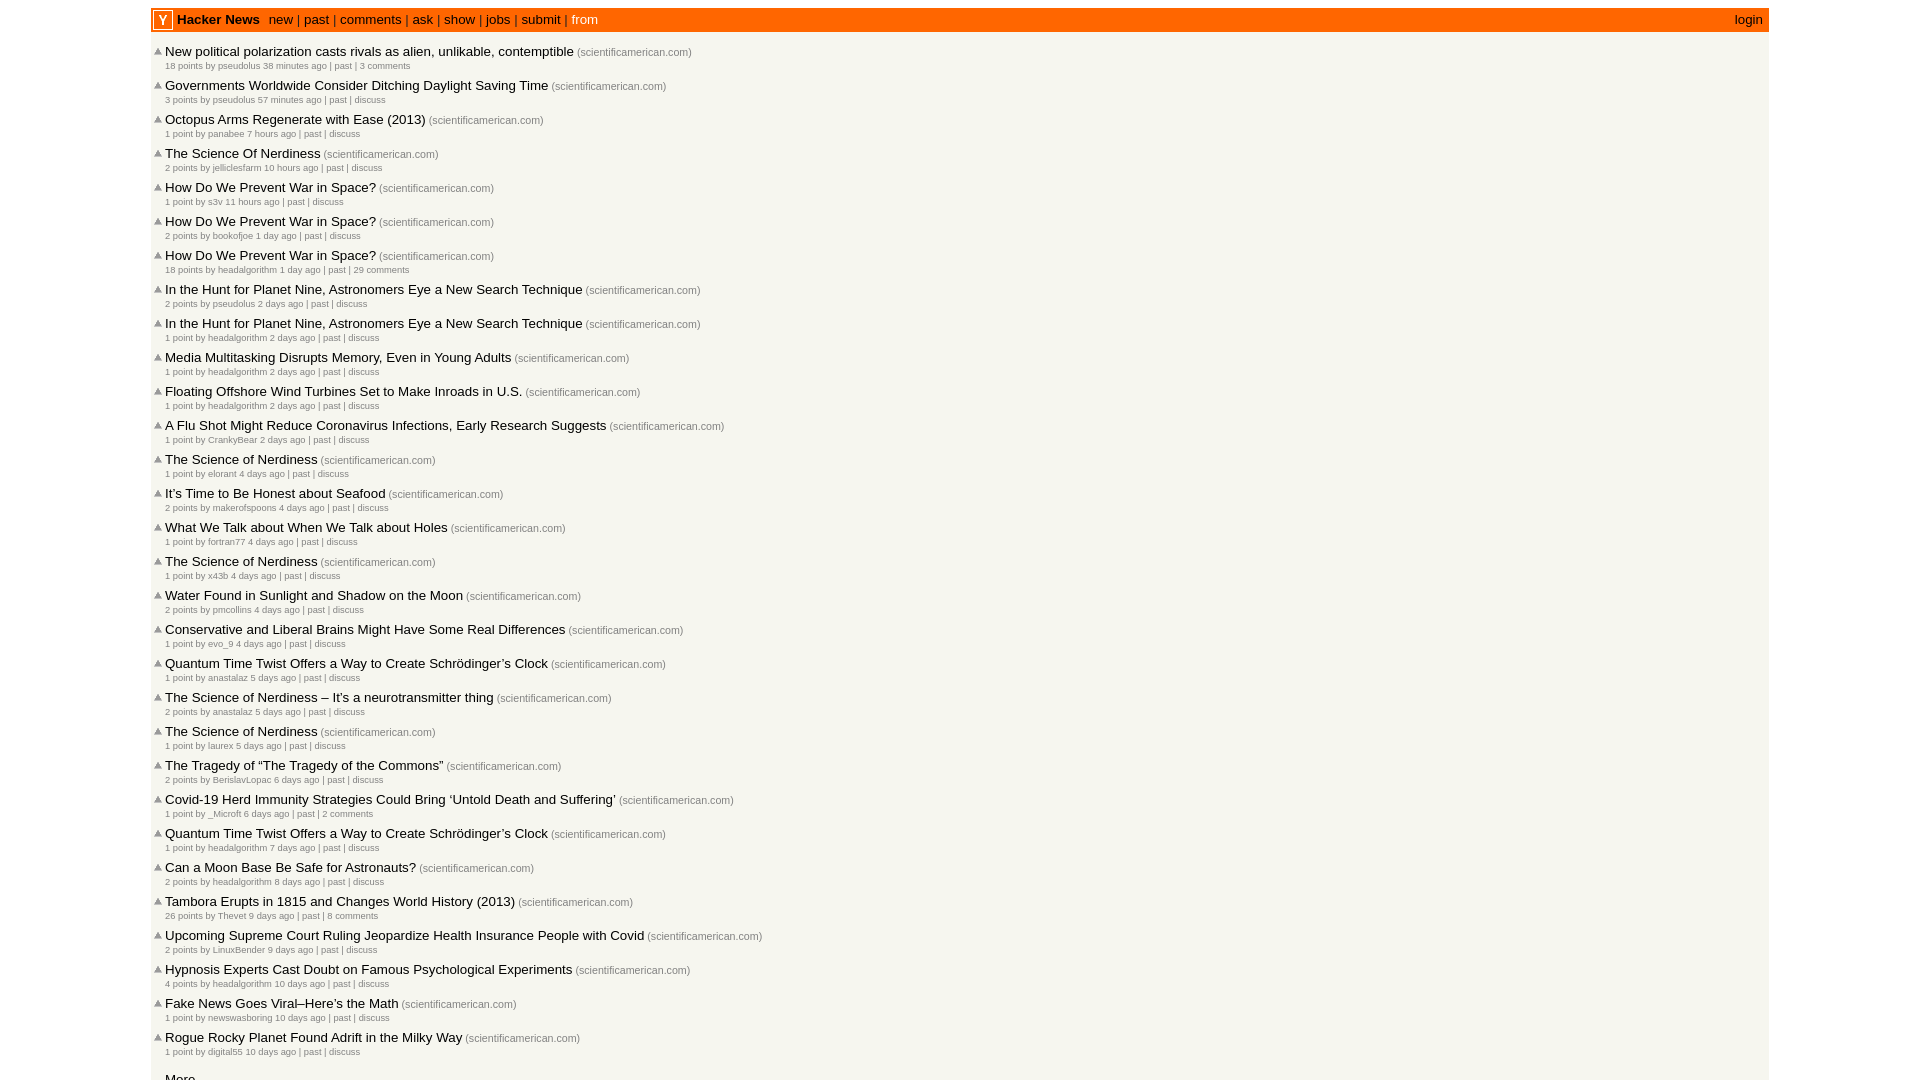 Y Hacker News new | past | comments | ask | show | jobs | submit | from login
New political polarization casts rivals as alien, unlikable, contemptible (scientificamerican.com)
18 points by pseudolus 38 minutes ago | past | 3 comments
Governments Worldwide Consider Ditching Daylight Saving Time (scientificamerican.com)
3 points by pseudolus 57 minutes ago | past | discuss
Octopus Arms Regenerate with Ease (2013) (scientificamerican.com)
1 point by panabee 7 hours ago | past | discuss
The Science Of Nerdiness (scientificamerican.com)
2 points by jelliclesfarm 10 hours ago | past | discuss
How Do We Prevent War in Space? (scientificamerican.com)
1 point by s3v 11 hours ago | past | discuss
How Do We Prevent War in Space? (scientificamerican.com)
2 points by bookofjoe 1 day ago | past | discuss
How Do We Prevent War in Space? (scientificamerican.com)
18 points by headalgorithm 1 day ago | past | 29 comments
In the Hunt for Planet Nine, Astronomers Eye a New Search Technique (scientificamerican.com)
2 points by pseudolus 2 days ago | past | discuss
In the Hunt for Planet Nine, Astronomers Eye a New Search Technique (scientificamerican.com)
1 point by headalgorithm 2 days ago | past | discuss
Media Multitasking Disrupts Memory, Even in Young Adults (scientificamerican.com)
1 point by headalgorithm 2 days ago | past | discuss
Floating Offshore Wind Turbines Set to Make Inroads in U.S. (scientificamerican.com)
1 point by headalgorithm 2 days ago | past | discuss
A Flu Shot Might Reduce Coronavirus Infections, Early Research Suggests (scientificamerican.com)
1 point by CrankyBear 2 days ago | past | discuss
The Science of Nerdiness (scientificamerican.com)
1 point by elorant 4 days ago | past | discuss
It’s Time to Be Honest about Seafood (scientificamerican.com)
2 points by makerofspoons 4 days ago | past | discuss
What We Talk about When We Talk about Holes (scientificamerican.com)
1 point by fortran77 4 days ago | past | discuss
The Science of Nerdiness (scientificamerican.com)
1 point by x43b 4 days ago | past | discuss
Water Found in Sunlight and Shadow on the Moon (scientificamerican.com)
2 points by pmcollins 4 days ago | past | discuss
Conservative and Liberal Brains Might Have Some Real Differences (scientificamerican.com)
1 point by evo_9 4 days ago | past | discuss
Quantum Time Twist Offers a Way to Create Schrödinger’s Clock (scientificamerican.com)
1 point by anastalaz 5 days ago | past | discuss
The Science of Nerdiness – It’s a neurotransmitter thing (scientificamerican.com)
2 points by anastalaz 5 days ago | past | discuss
The Science of Nerdiness (scientificamerican.com)
1 point by laurex 5 days ago | past | discuss
The Tragedy of “The Tragedy of the Commons” (scientificamerican.com)
2 points by BerislavLopac 6 days ago | past | discuss
Covid-19 Herd Immunity Strategies Could Bring ‘Untold Death and Suffering’ (scientificamerican.com)
1 point by _Microft 6 days ago | past | 2 comments
Quantum Time Twist Offers a Way to Create Schrödinger’s Clock (scientificamerican.com)
1 point by headalgorithm 7 days ago | past | discuss
Can a Moon Base Be Safe for Astronauts? (scientificamerican.com)
2 points by headalgorithm 8 days ago | past | discuss
Tambora Erupts in 1815 and Changes World History (2013) (scientificamerican.com)
26 points by Thevet 9 days ago | past | 8 comments
Upcoming Supreme Court Ruling Jeopardize Health Insurance People with Covid (scientificamerican.com)
2 points by LinuxBender 9 days ago | past | discuss
Hypnosis Experts Cast Doubt on Famous Psychological Experiments (scientificamerican.com)
4 points by headalgorithm 10 days ago | past | discuss
Fake News Goes Viral–Here’s the Math (scientificamerican.com)
1 point by newswasboring 10 days ago | past | discuss
Rogue Rocky Planet Found Adrift in the Milky Way (scientificamerican.com)
1 point by digital55 10 days ago | past | discuss
More